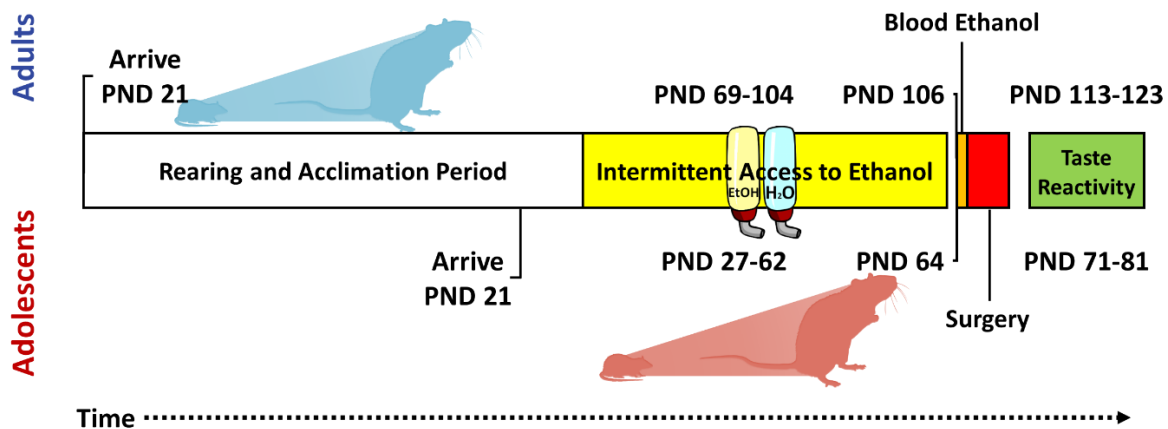 Adults
Blood Ethanol
Arrive
PND 21
PND 69-104
PND 106
PND 113-123
Rearing and Acclimation Period
Intermittent Access to Ethanol
EtOH
H₂O
Taste
Reactivity
Adolescents
Arrive
PND 21
PND 27-62
PND 64
PND 71-81
Surgery
Time